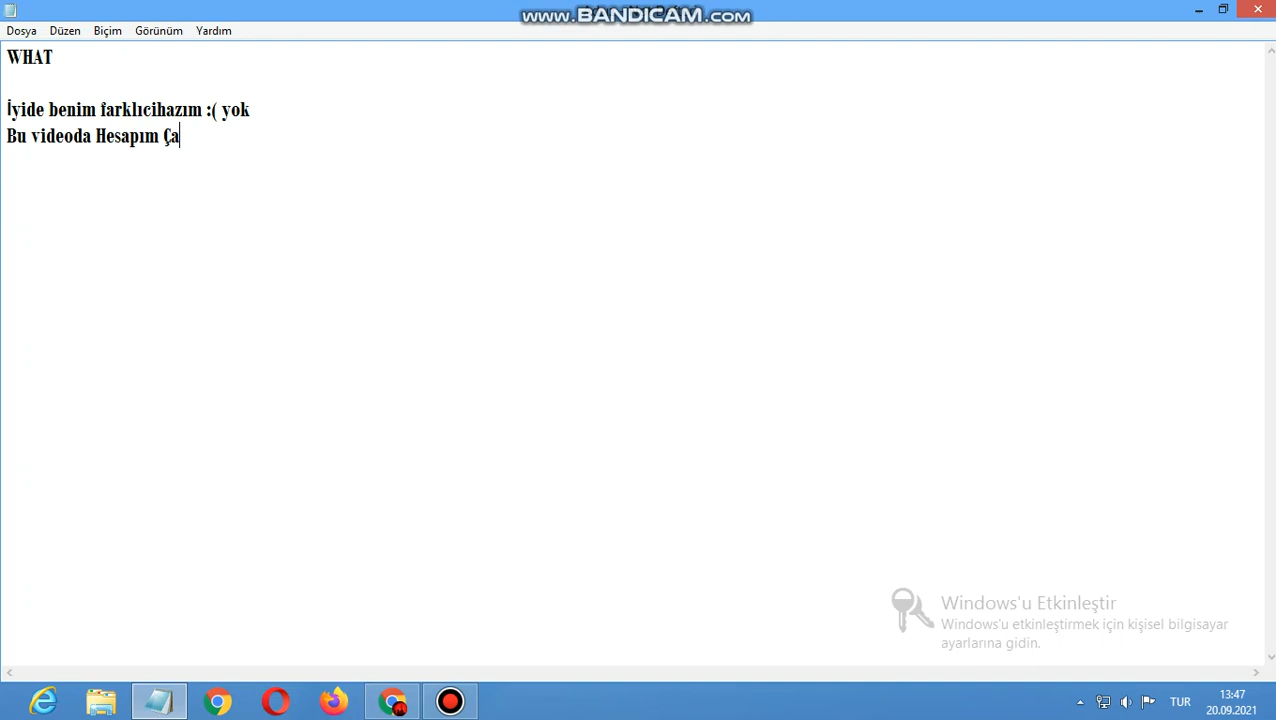 www.BANDICAM.com
Dosya Düzen Biçim Görünüm Yardım
WHAT
İyide benim farklıcihazım :( yok
Bu videoda Hesapım Ça
Windows'u Etkinleştir
Windows'u etkinleştirmek için kişisel bilgisayar
ayarlarına gidin.
TUR
13:47
20.09.2021